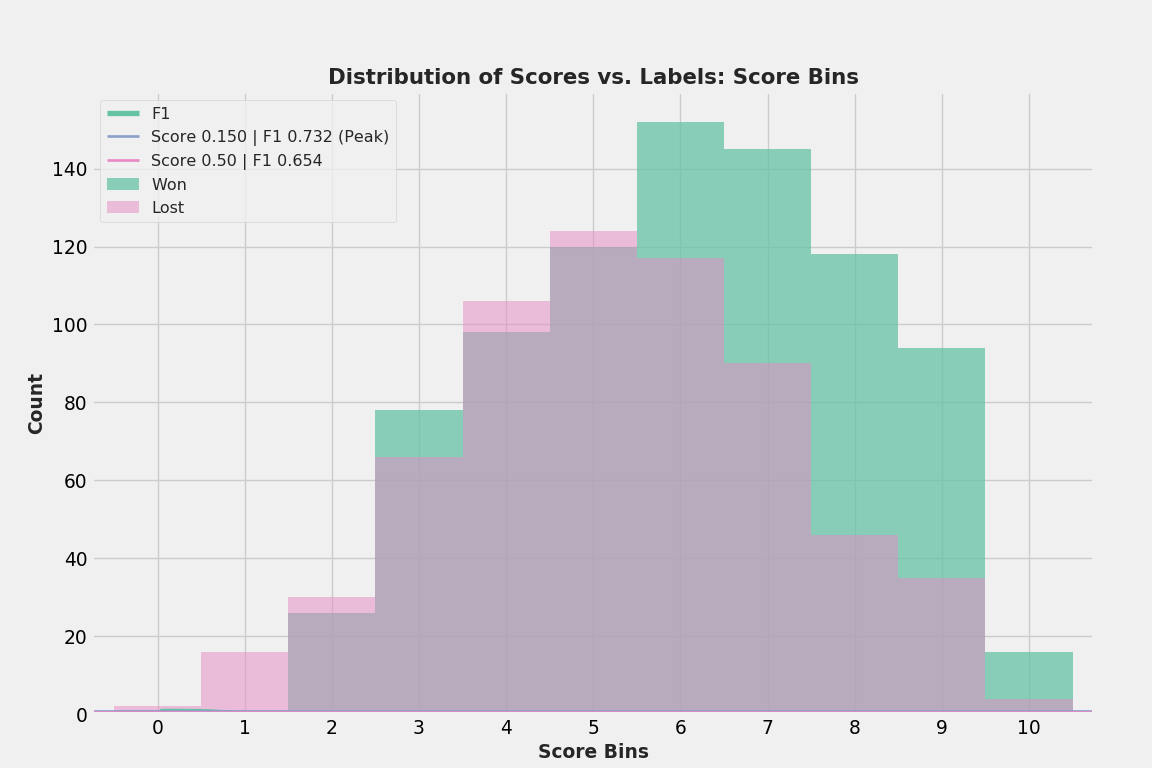 Distribution of Scores vs. Labels: Score Bins
F1
Score 0.150 | F1 0.732 (Peak)
Score 0.50 | F1 0.654
Won
Lost
140
120
100
80
60
40
20
0
Count
0 1 2 3 4 5 6 7 8 9 10
Score Bins